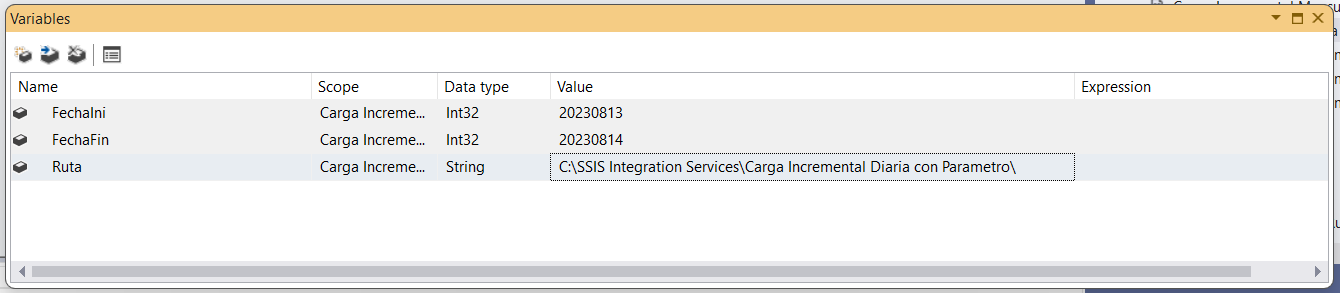 Variables
Name Scope Data type Value Expression
FechaIni Carga Increme... Int32 20230813
FechaFin Carga Increme... Int32 20230814
Ruta Carga Increme... String C:\SSIS Integration Services\Carga Incremental Diaria con Parametro\